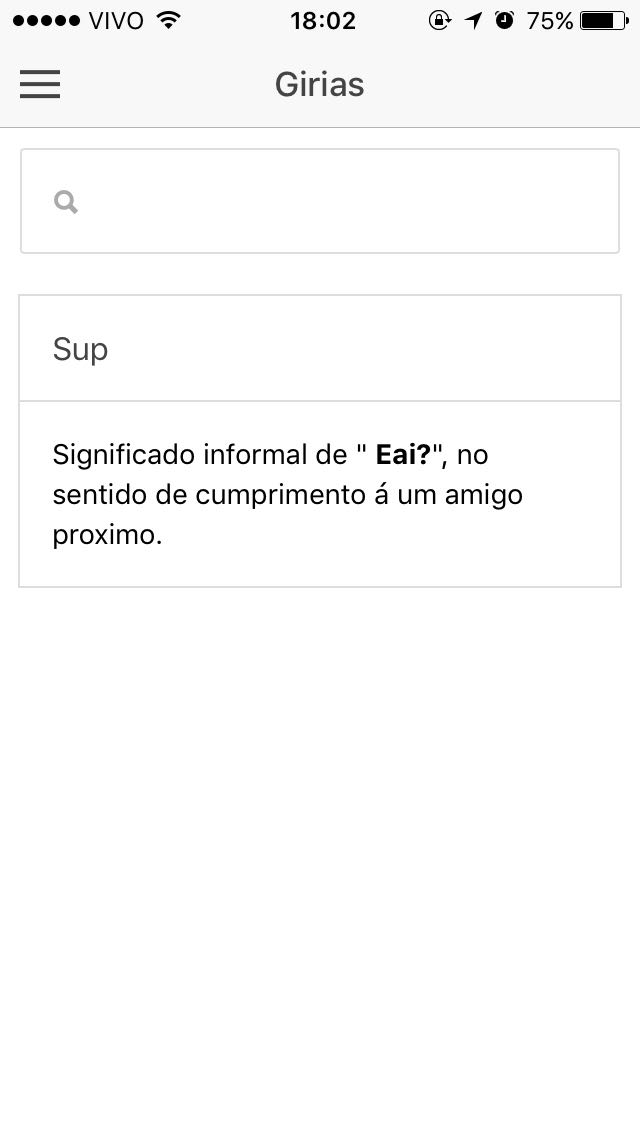 VIVO 18:02 75%
Girias
Sup
Significado informal de " Eai?", no
sentido de cumprimento á um amigo
proximo.